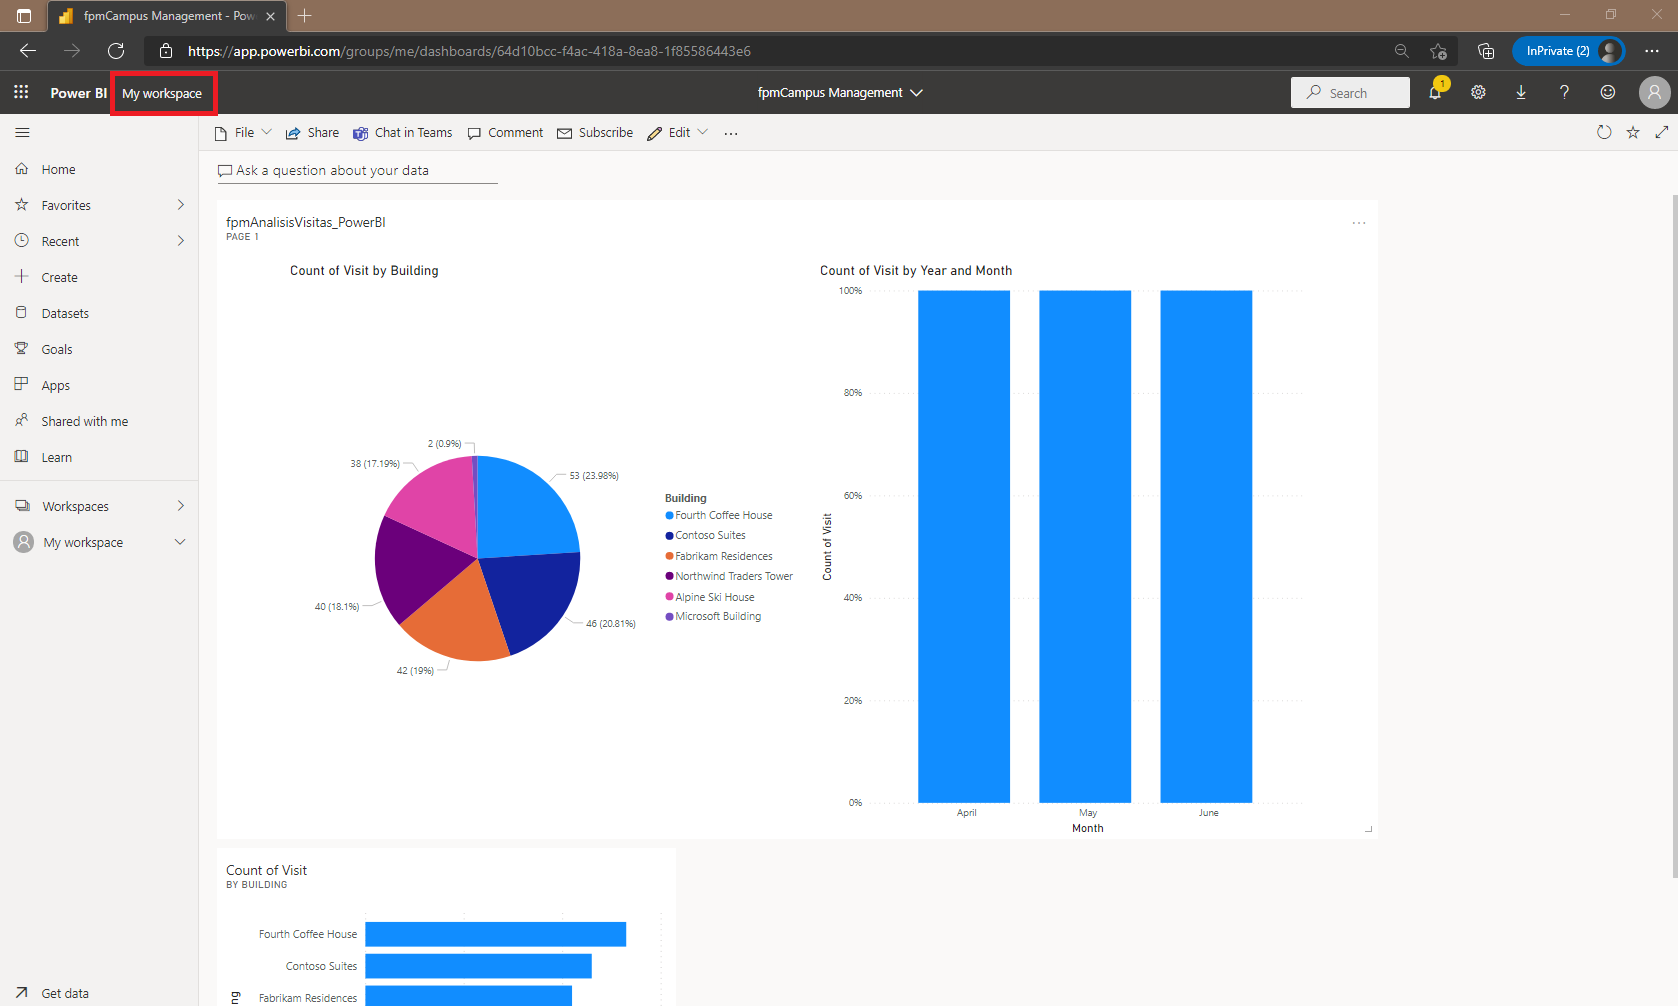 fpmCampus Management - Pow
https://app.powerbi.com/groups/me/dashboards/64d10bcc-f4ac-418a-8ea8-1f85586443e6
InPrivate (2)
Power BI
My workspace
fpmCampus Management
Search
1
File
Share
Chat in Teams
Comment
Subscribe
Edit
Home
Favorites
Recent
Create
Datasets
Goals
Apps
Shared with me
Learn
Workspaces
My workspace
Get data
Ask a question about your data
fpmAnalisisVisitas_PowerBI
PAGE 1
Count of Visit by Building
2 (0.9%)
38 (17.19%)
53 (23.98%)
40 (18.1%)
46 (20.81%)
42 (19%)
Building
Fourth Coffee House
Contoso Suites
Fabrikam Residences
Northwind Traders Tower
Alpine Ski House
Microsoft Building
Count of Visit by Year and Month
100%
80%
60%
40%
20%
0%
Count of Visit
April
May
June
Month
Count of Visit
BY BUILDING
Fourth Coffee House
Contoso Suites
Fabrikam Residences
ng